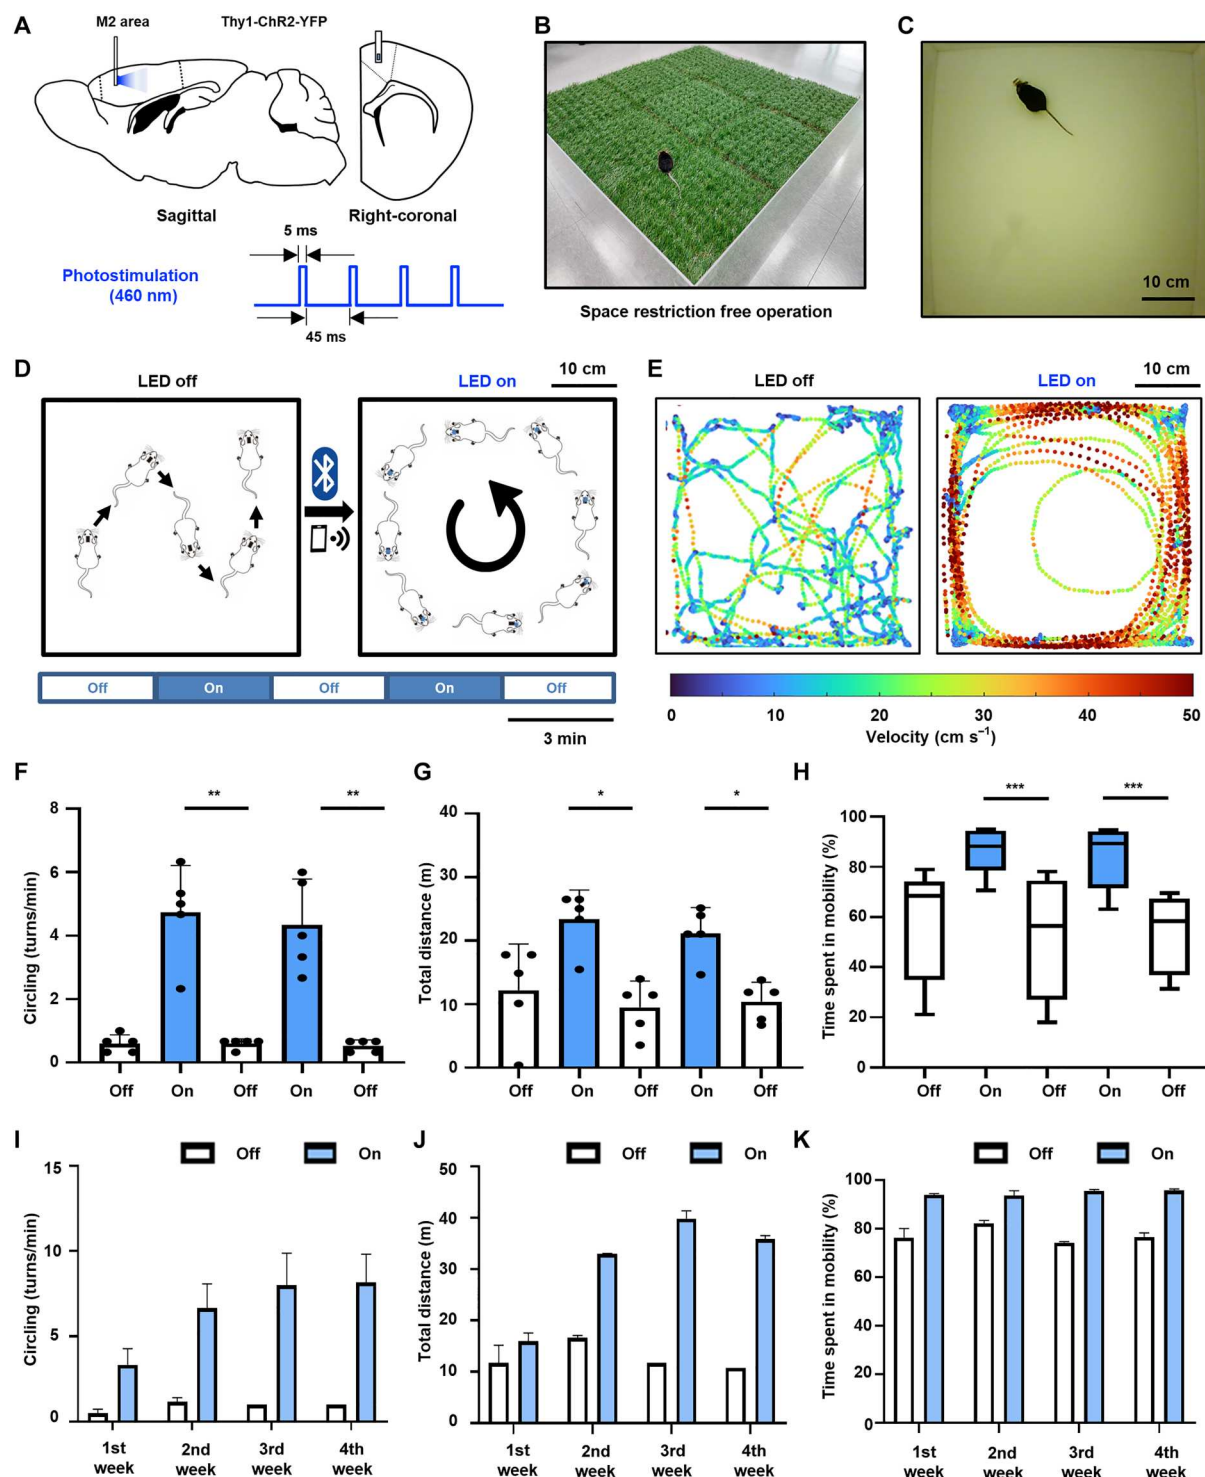 A
M2 area
Thy1-ChR2-YFP
Sagittal
Right-coronal
5 ms
Photostimulation
(460 nm)
45 ms
B
Space restriction free operation
C
10 cm
D
LED off
LED on
10 cm
Off
On
Off
On
Off
3 min
E
LED off
LED on
10 cm
0
10
20
30
40
50
Velocity (cm s⁻¹)
F
Circling (turns/min)
8
6
4
2
0
**
**
Off
On
Off
On
Off
G
Total distance (m)
40
30
20
10
0
*
*
Off
On
Off
On
Off
H
Time spent in mobility (%)
100
80
60
40
20
0
***
***
Off
On
Off
On
Off
I
Off
On
Circling (turns/min)
15
10
5
0
1st
week
2nd
week
3rd
week
4th
week
J
Off
On
Total distance (m)
50
40
30
20
10
0
1st
week
2nd
week
3rd
week
4th
week
K
Off
On
Time spent in mobility (%)
100
80
60
40
20
0
1st
week
2nd
week
3rd
week
4th
week